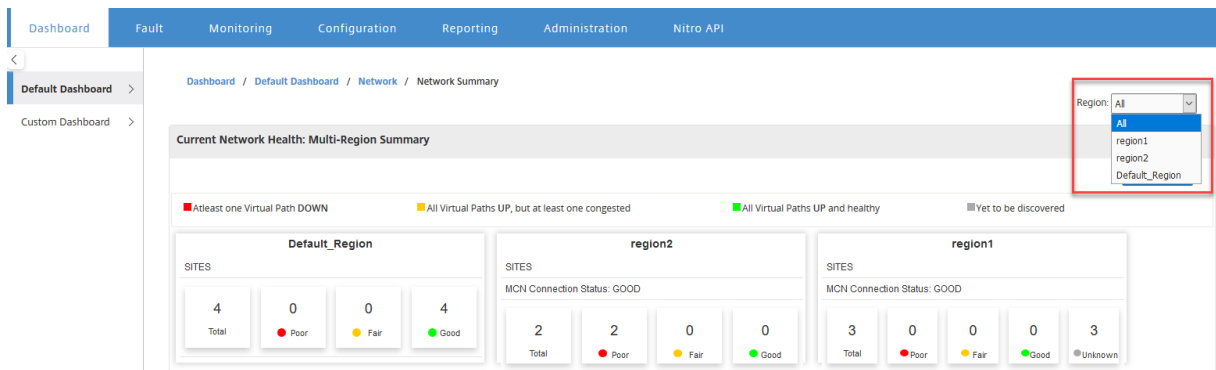 Dashboard Fault Monitoring Configuration Reporting Administration Nitro API
Default Dashboard
Custom Dashboard
Dashboard / Default Dashboard / Network / Network Summary
Region: All
All
region1
region2
Default_Region
Current Network Health: Multi-Region Summary
Atleast one Virtual Path DOWN All Virtual Paths UP, but at least one congested All Virtual Paths UP and healthy Yet to be discovered
Default_Region
SITES
4 0 0 4
Total Poor Fair Good
region2
SITES
MCN Connection Status: GOOD
2 2 0 0
Total Poor Fair Good
region1
SITES
MCN Connection Status: GOOD
3 0 0 0 3
Total Poor Fair Good Unknown